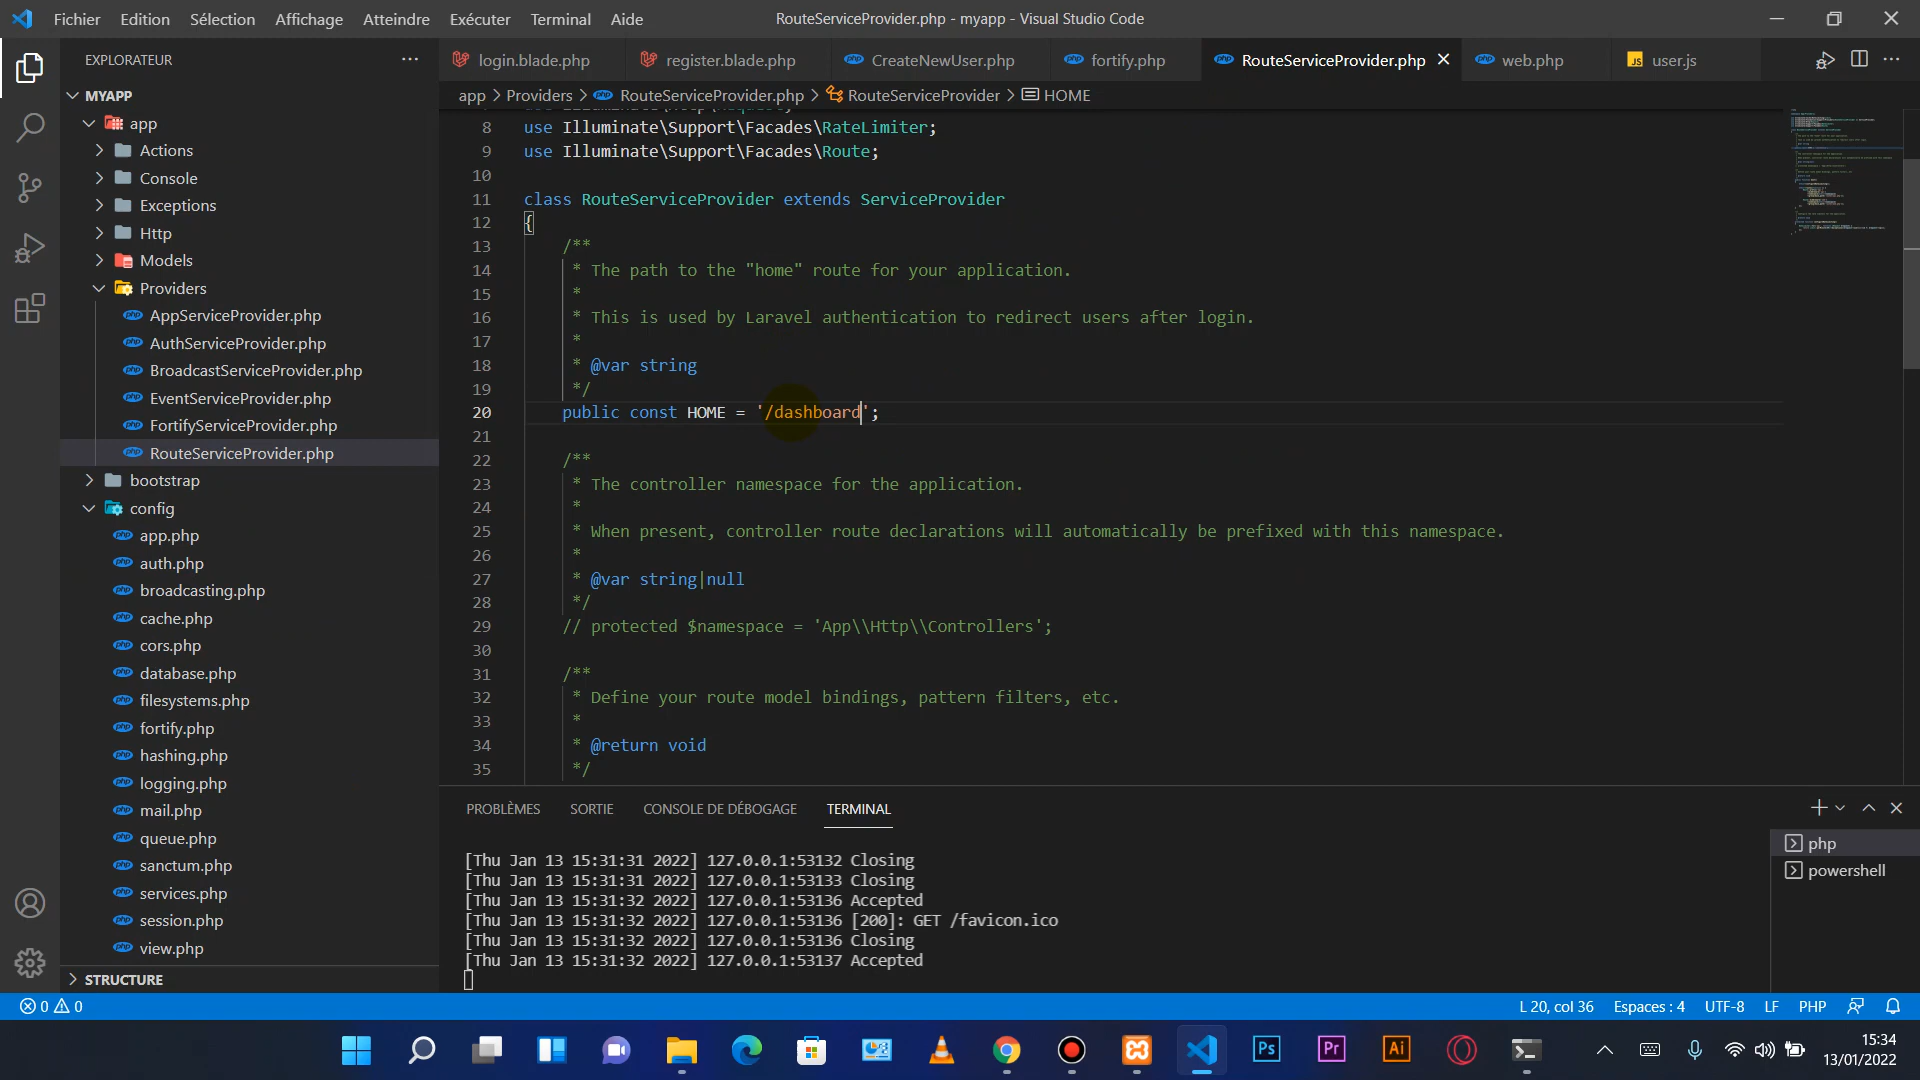 Fichier Edition Sélection Affichage Atteindre Exécuter Terminal Aide
RouteServiceProvider.php - myapp - Visual Studio Code
EXPLORATEUR
MYAPP
app
Actions
Console
Exceptions
Http
Models
Providers
AppServiceProvider.php
AuthServiceProvider.php
BroadcastServiceProvider.php
EventServiceProvider.php
FortifyServiceProvider.php
RouteServiceProvider.php
bootstrap
config
app.php
auth.php
broadcasting.php
cache.php
cors.php
database.php
filesystems.php
fortify.php
hashing.php
logging.php
mail.php
queue.php
sanctum.php
services.php
session.php
view.php
STRUCTURE
login.blade.php register.blade.php CreateNewUser.php fortify.php RouteServiceProvider.php web.php JS user.js
app > Providers > RouteServiceProvider.php > RouteServiceProvider > HOME
8 use Illuminate\Support\Facades\RateLimiter;
9 use Illuminate\Support\Facades\Route;
10
11 class RouteServiceProvider extends ServiceProvider
12 {
13 /**
14 * The path to the "home" route for your application.
15 *
16 * This is used by Laravel authentication to redirect users after login.
17 *
18 * @var string
19 */
20 public const HOME = '/dashboard';
21
22 /**
23 * The controller namespace for the application.
24 *
25 * When present, controller route declarations will automatically be prefixed with this namespace.
26 *
27 * @var string|null
28 */
29 // protected $namespace = 'App\\Http\\Controllers';
30
31 /**
32 * Define your route model bindings, pattern filters, etc.
33 *
34 * @return void
35 */
PROBLÈMES SORTIE CONSOLE DE DÉBOGAGE TERMINAL
[Thu Jan 13 15:31:31 2022] 127.0.0.1:53132 Closing
[Thu Jan 13 15:31:31 2022] 127.0.0.1:53133 Closing
[Thu Jan 13 15:31:32 2022] 127.0.0.1:53136 Accepted
[Thu Jan 13 15:31:32 2022] 127.0.0.1:53136 [200]: GET /favicon.ico
[Thu Jan 13 15:31:32 2022] 127.0.0.1:53136 Closing
[Thu Jan 13 15:31:32 2022] 127.0.0.1:53137 Accepted
php
powershell
0 0 L 20, col 36 Espaces : 4 UTF-8 LF PHP
Ps Pr Ai
15:34
13/01/2022